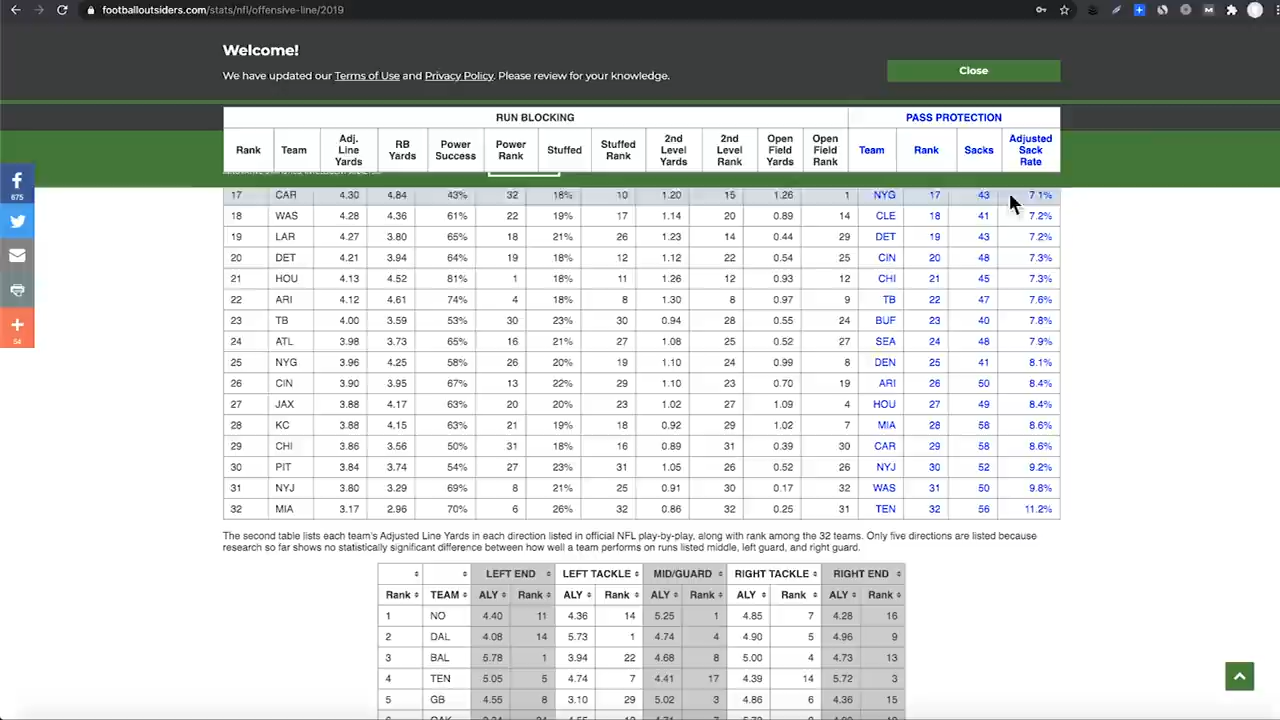 footballoutsiders.com/stats/nfl/offensive-line/2019
Welcome!
We have updated our Terms of Use and Privacy Policy. Please review for your knowledge.
Close
RUN BLOCKING PASS PROTECTION
Rank Team Adj. Line Yards RB Yards Power Success Power Rank Stuffed Stuffed Rank 2nd Level Yards 2nd Level Rank Open Field Yards Open Field Rank Team Rank Sacks Adjusted Sack Rate
17 CAR 4.30 4.84 43% 32 18% 10 1.20 15 1.26 1 NYG 17 43 7.1%
18 WAS 4.28 4.36 61% 22 19% 17 1.14 20 0.89 14 CLE 18 41 7.2%
19 LAR 4.27 3.80 65% 18 21% 26 1.23 14 0.44 29 DET 19 43 7.2%
20 DET 4.21 3.94 64% 19 18% 12 1.12 22 0.54 25 CIN 20 48 7.3%
21 HOU 4.13 4.52 81% 1 18% 11 1.26 12 0.93 12 CHI 21 45 7.3%
22 ARI 4.12 4.61 74% 4 18% 8 1.30 8 0.97 9 TB 22 47 7.6%
23 TB 4.00 3.59 53% 30 23% 30 0.94 28 0.55 24 BUF 23 40 7.8%
24 ATL 3.98 3.73 65% 16 21% 27 1.08 25 0.52 27 SEA 24 48 7.9%
25 NYG 3.96 4.25 58% 26 20% 19 1.10 24 0.99 8 DEN 25 41 8.1%
26 CIN 3.90 3.95 67% 13 22% 29 1.10 23 0.70 19 ARI 26 50 8.4%
27 JAX 3.88 4.17 63% 20 20% 23 1.02 27 1.09 4 HOU 27 49 8.4%
28 KC 3.88 4.15 63% 21 19% 18 0.92 29 1.02 7 MIA 28 58 8.6%
29 CHI 3.86 3.56 50% 31 18% 16 0.89 31 0.39 30 CAR 29 58 8.6%
30 PIT 3.84 3.74 54% 27 23% 31 1.05 26 0.52 26 NYJ 30 52 9.2%
31 NYJ 3.80 3.29 69% 8 21% 25 0.91 30 0.17 32 WAS 31 50 9.8%
32 MIA 3.17 2.96 70% 6 26% 32 0.86 32 0.25 31 TEN 32 56 11.2%
The second table lists each team's Adjusted Line Yards in each direction listed in official NFL play-by-play, along with rank among the 32 teams. Only five directions are listed because
research so far shows no statistically significant difference between how well a team performs on runs listed middle, left guard, and right guard.
LEFT END LEFT TACKLE MID/GUARD RIGHT TACKLE RIGHT END
Rank TEAM ALY Rank ALY Rank ALY Rank ALY Rank ALY Rank
1 NO 4.40 11 4.36 14 5.25 1 4.85 7 4.28 16
2 DAL 4.08 14 5.73 1 4.74 4 4.90 5 4.96 9
3 BAL 5.78 1 3.94 22 4.68 8 5.00 4 4.73 13
4 TEN 5.05 5 4.74 7 4.41 17 4.39 14 5.72 3
5 GB 4.55 8 3.10 29 5.02 3 4.86 6 4.36 15
675
54